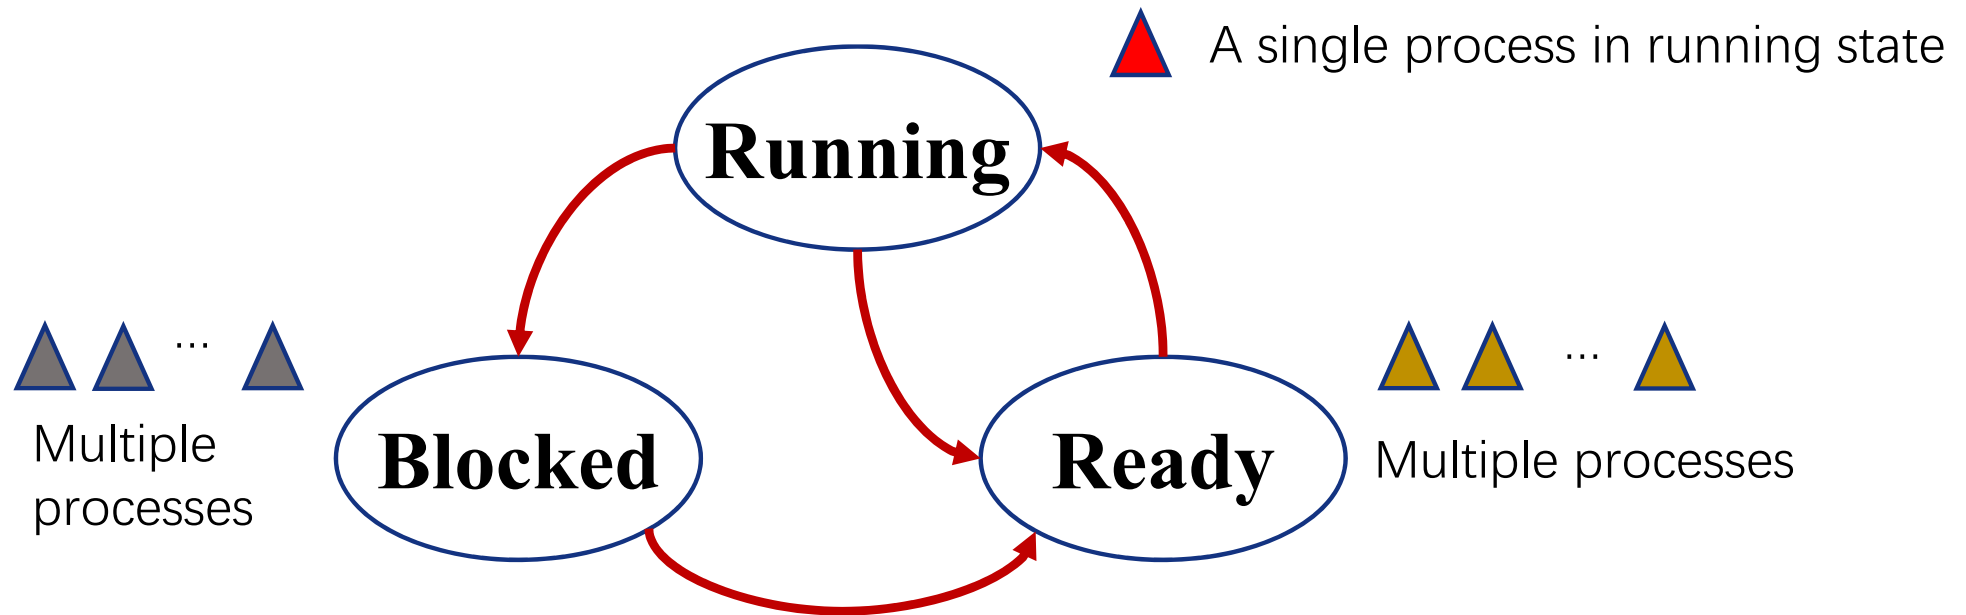 A single process in running state
Running
...
...
Multiple
processes
Blocked
Ready
Multiple processes